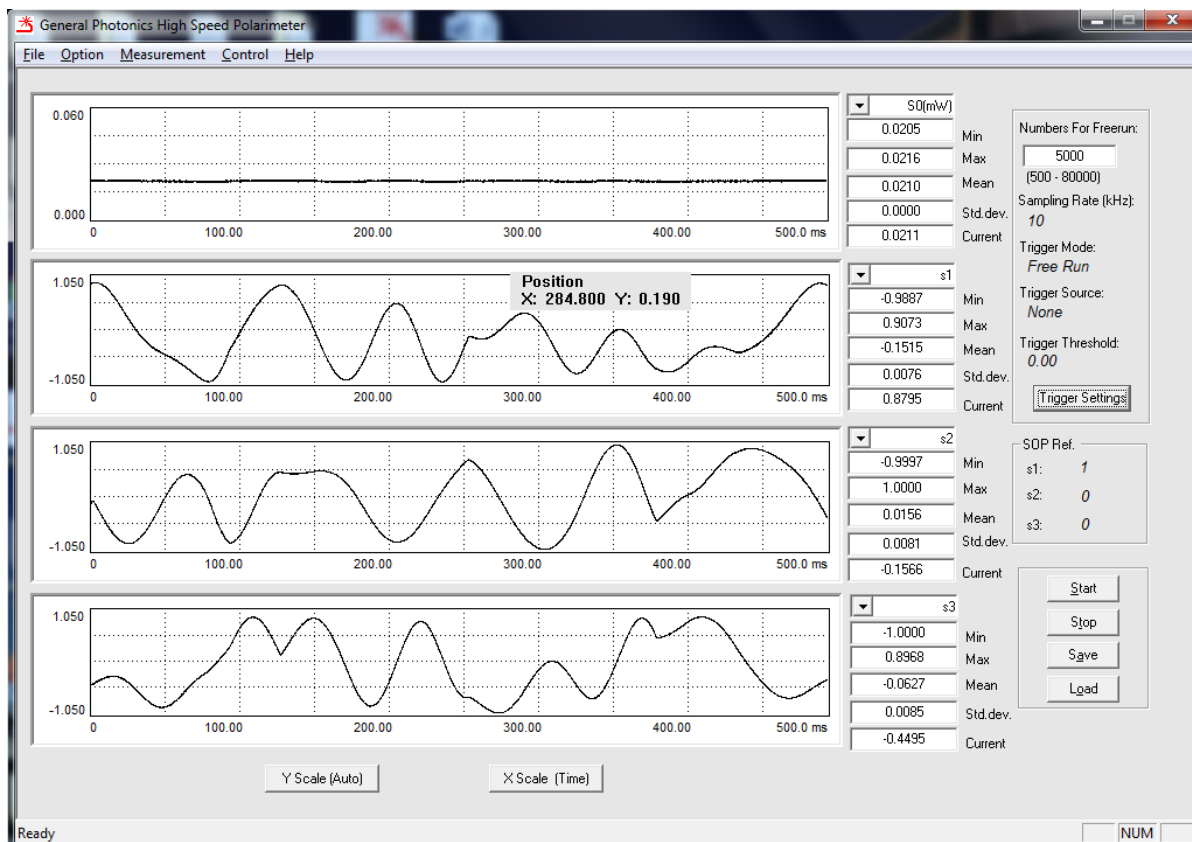 General Photonics High Speed Polarimeter
File Option Measurement Control Help
0.060
0.000
0 100.00 200.00 300.00 400.00 500.0 ms
S0(mW)
0.0205 Min
0.0216 Max
0.0210 Mean
0.0000 Std.dev.
0.0211 Current
1.050
-1.050
Position
X: 284.800 Y: 0.190
0 100.00 200.00 300.00 400.00 500.0 ms
s1
-0.9887 Min
0.9073 Max
-0.1515 Mean
0.0076 Std.dev.
0.8795 Current
1.050
-1.050
0 100.00 200.00 300.00 400.00 500.0 ms
s2
-0.9997 Min
1.0000 Max
0.0156 Mean
0.0081 Std.dev.
-0.1566 Current
1.050
-1.050
0 100.00 200.00 300.00 400.00 500.0 ms
s3
-1.0000 Min
0.8968 Max
-0.0627 Mean
0.0085 Std.dev.
-0.4495 Current
Numbers For Freerun:
5000
(500 - 80000)
Sampling Rate (kHz):
10
Trigger Mode:
Free Run
Trigger Source:
None
Trigger Threshold:
0.00
Trigger Settings
SOP Ref.
s1: 1
s2: 0
s3: 0
Start
Stop
Save
Load
Y Scale (Auto) X Scale (Time)
Ready NUM